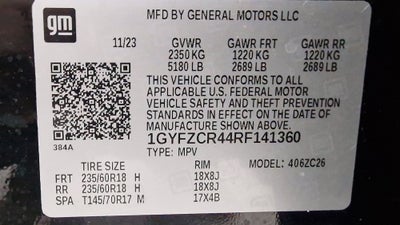 gm
MFD BY GENERAL MOTORS LLC
11/23 GVWR GAWR FRT GAWR RR
2350 KG 1220 KG 1220 KG
5180 LB 2689 LB 2689 LB
THIS VEHICLE CONFORMS TO ALL
APPLICABLE U.S. FEDERAL MOTOR
VEHICLE SAFETY AND THEFT PREVENTION
STANDARDS IN EFFECT ON THE DATE OF
MANUFACTURE SHOWN ABOVE.
384A
1GYFZCR44RF141360
TYPE: MPV MODEL: 406ZC26
TIRE SIZE RIM
FRT 235/60R18 H 18X8J
RR 235/60R18 H 18X8J
SPA T145/70R17 M 17X4B